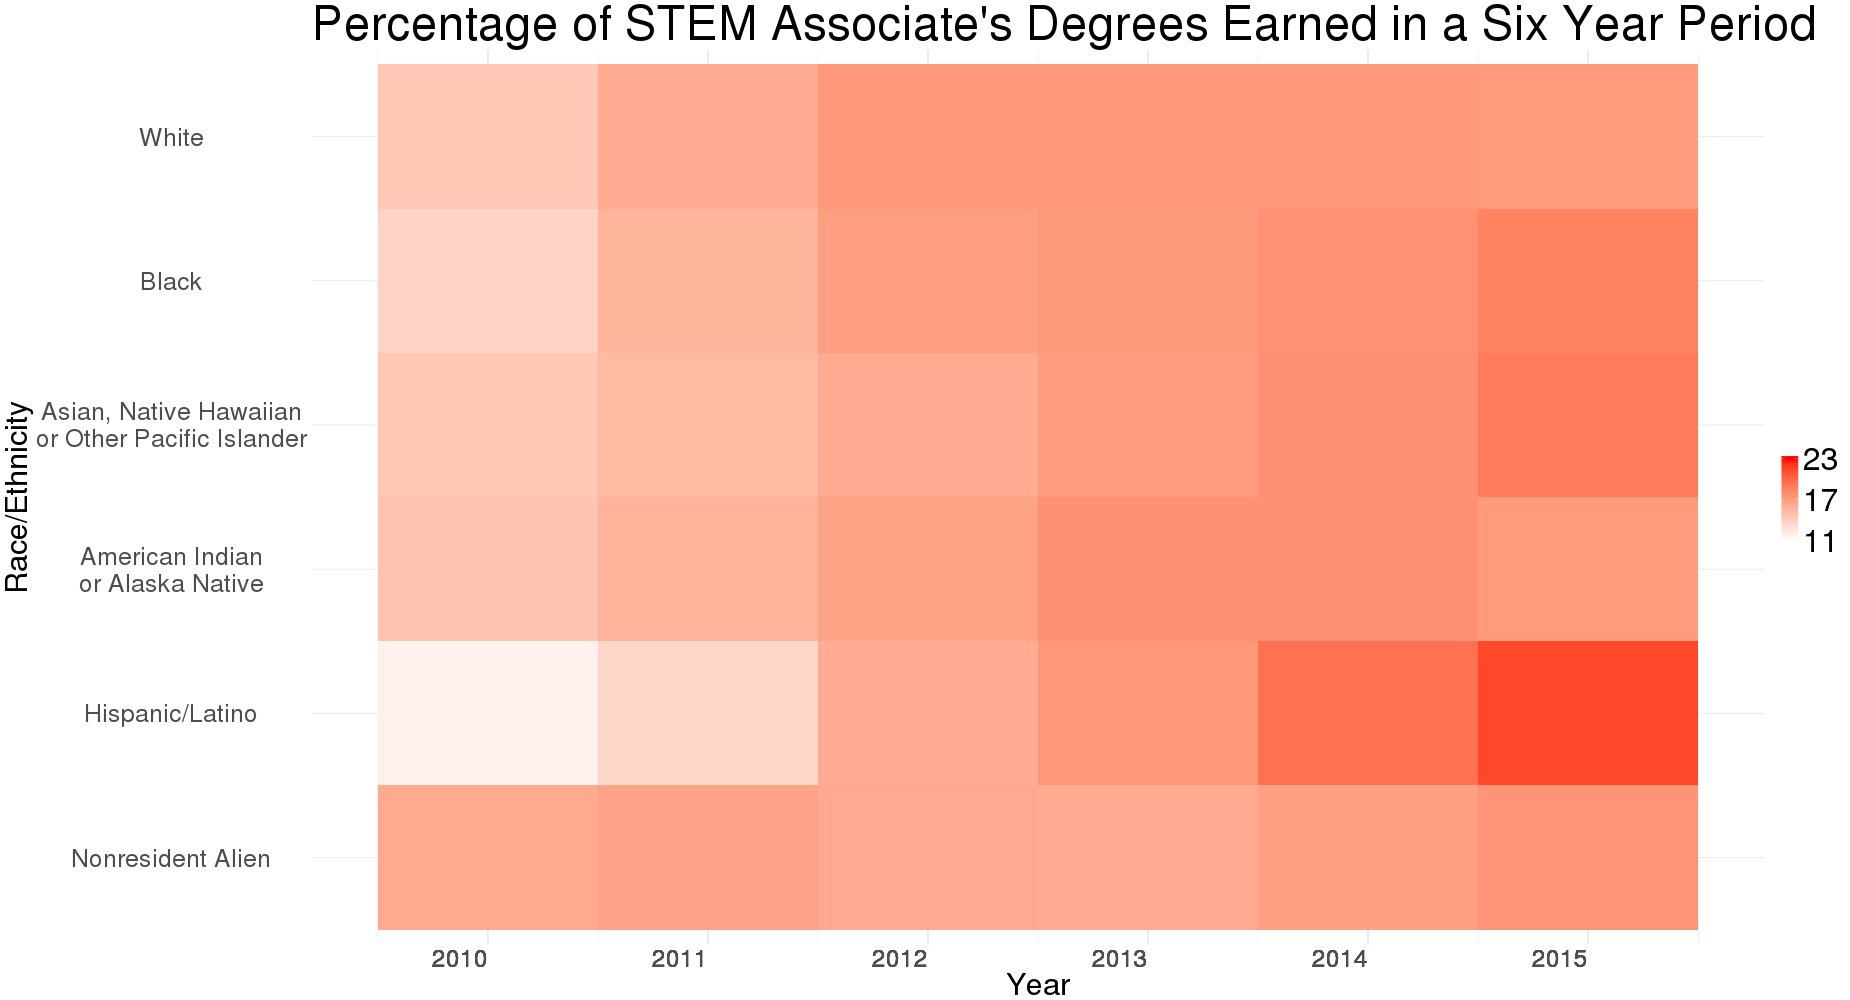 Percentage of STEM Associate's Degrees Earned in a Six Year Period
White
Black
Asian, Native Hawaiian
or Other Pacific Islander
American Indian
or Alaska Native
Hispanic/Latino
Nonresident Alien
Race/Ethnicity
23
17
11
2010
2011
2012
2013
2014
2015
Year